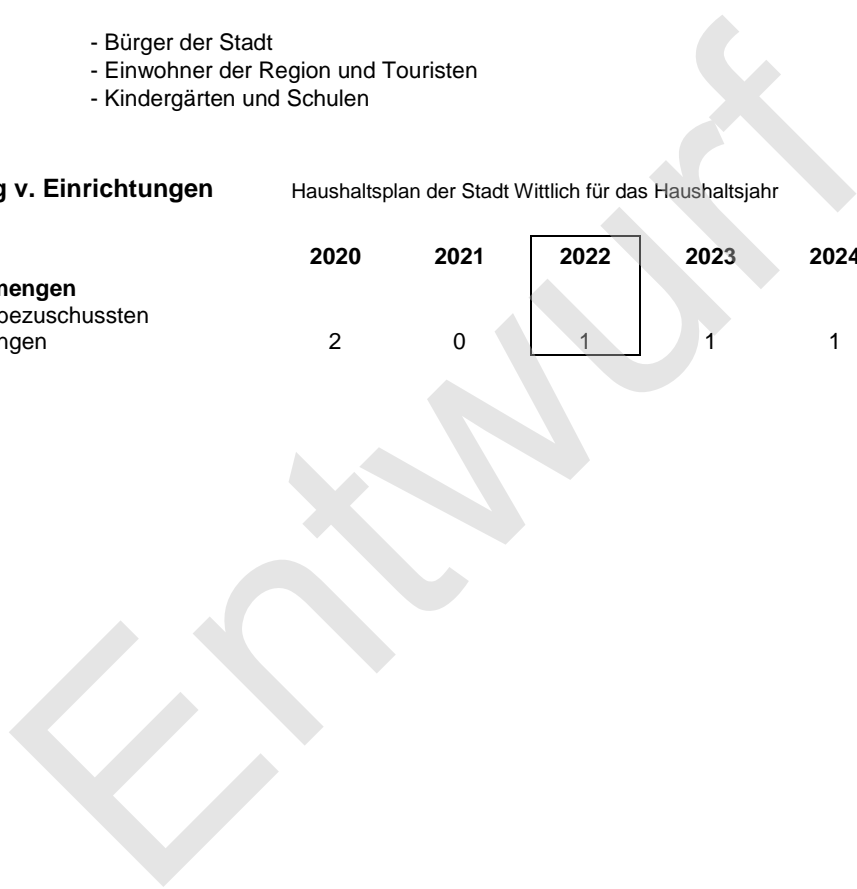 - Bürger der Stadt
- Einwohner der Region und Touristen
- Kindergärten und Schulen
g v. Einrichtungen Haushaltsplan der Stadt Wittlich für das Haushaltsjahr
2020 2021 2022 2023 2024
mengen
bezuschussten
ngen 2 0 1 1 1
Entwurf